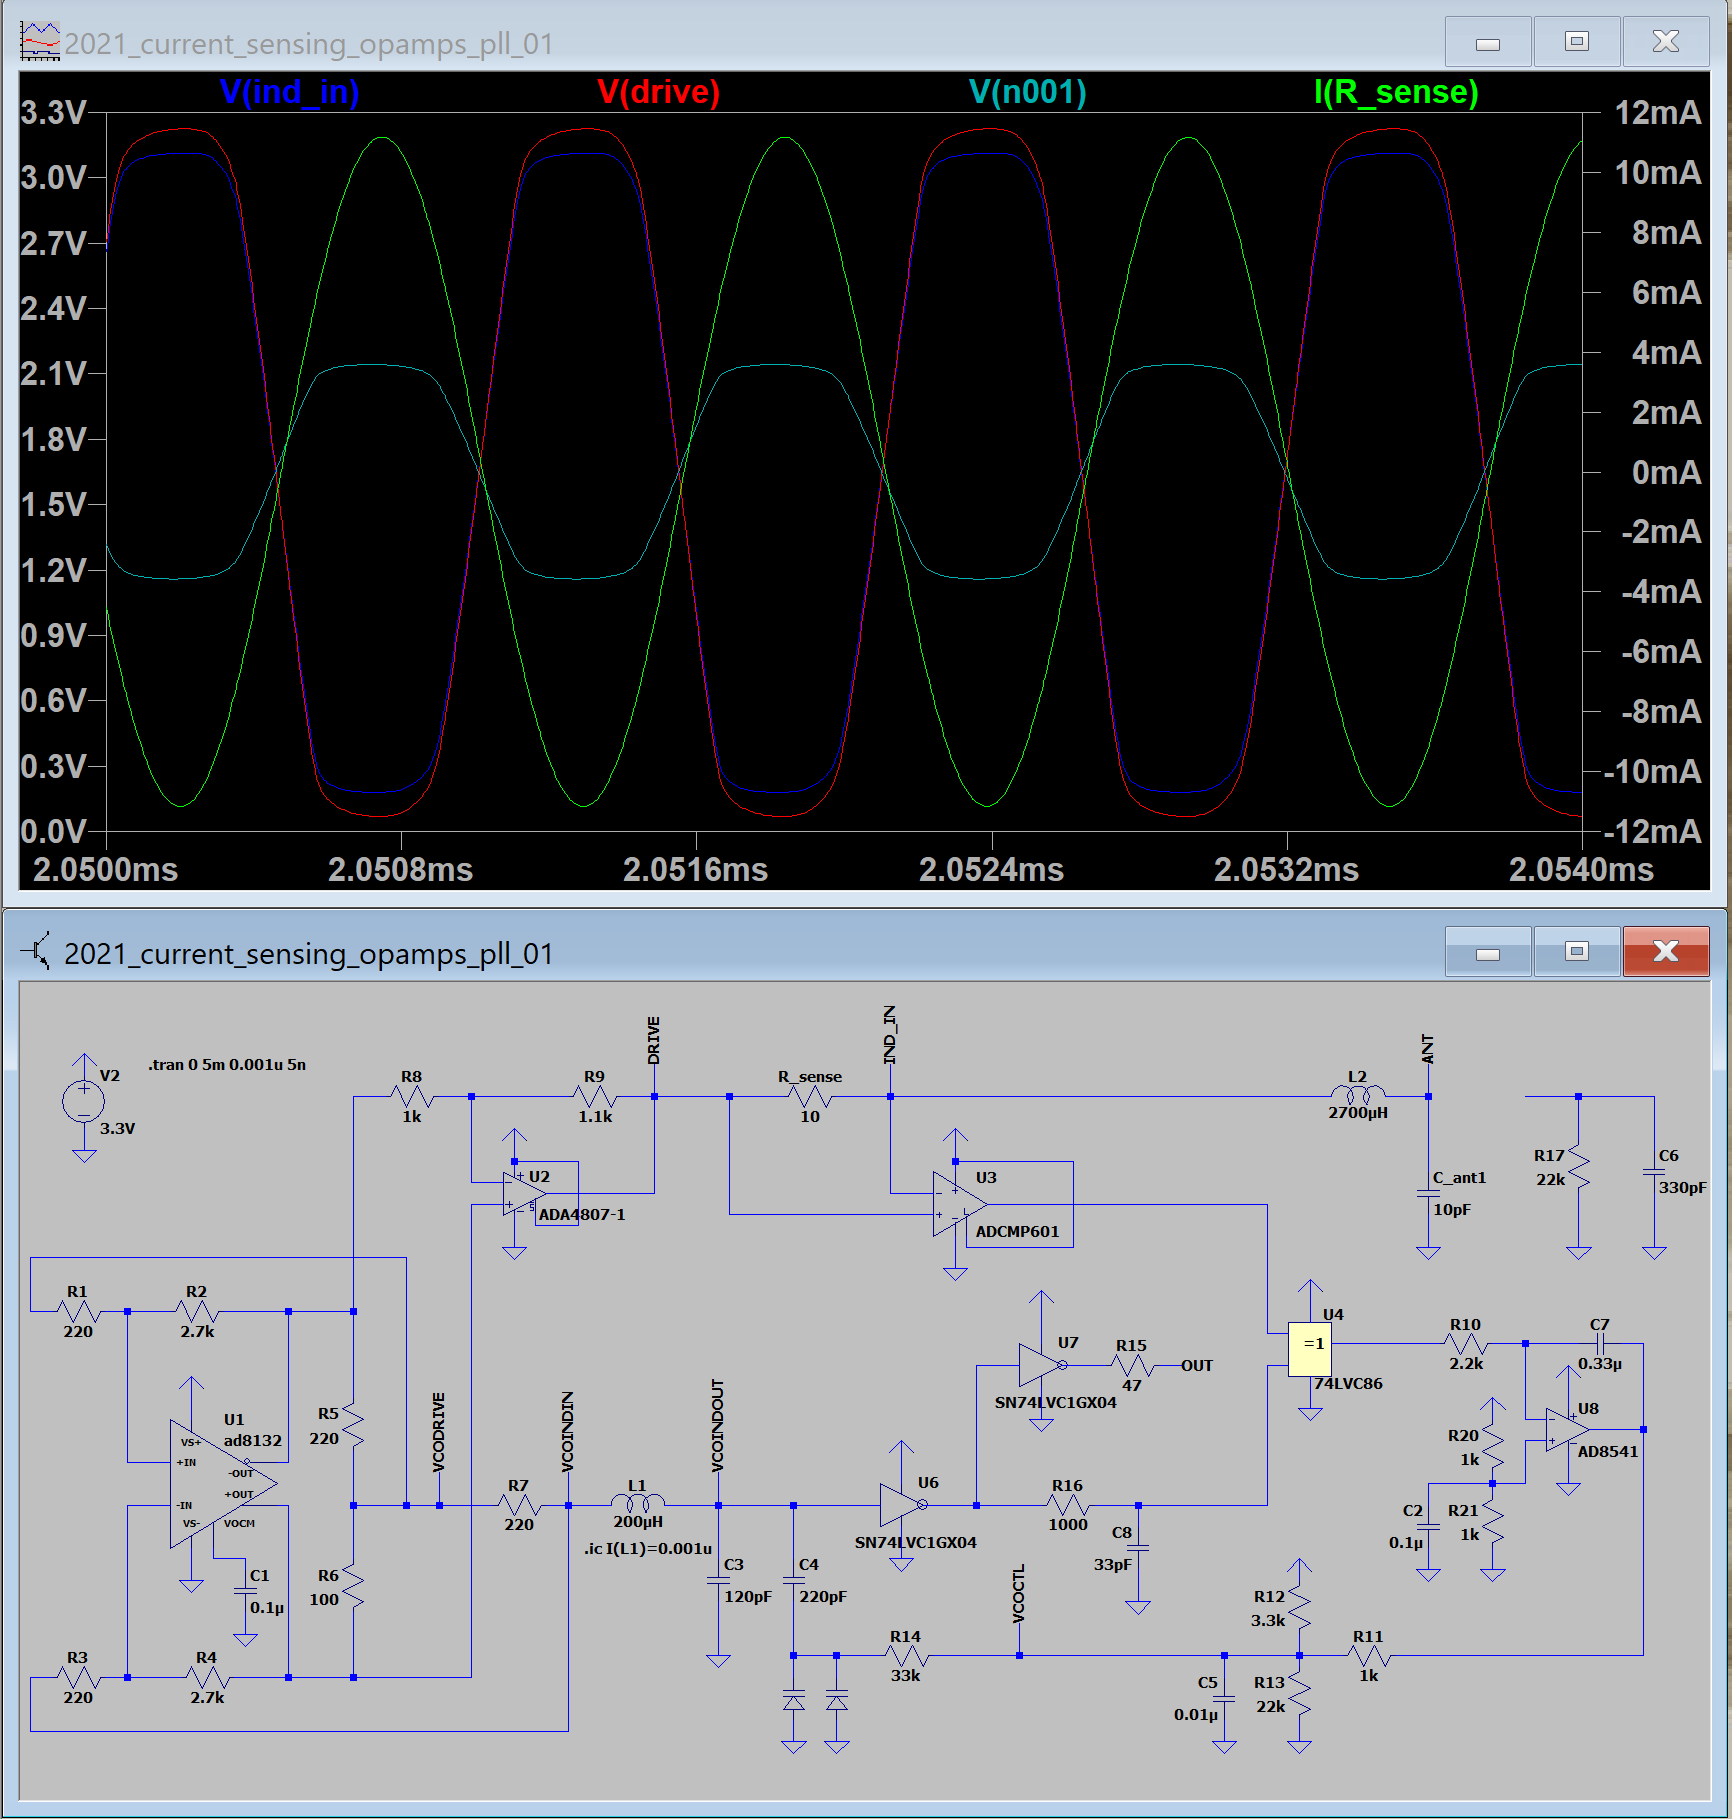 2021_current_sensing_opamps_pll_01
V(ind_in) V(drive) V(n001) I(R_sense)
3.3V 12mA
3.0V 10mA
2.7V 8mA
2.4V 6mA
2.1V 4mA
1.8V 2mA
1.5V 0mA
1.2V -2mA
0.9V -4mA
0.6V -6mA
0.3V -8mA
0.0V -10mA
-12mA
2.0500ms 2.0508ms 2.0516ms 2.0524ms 2.0532ms 2.0540ms
2021_current_sensing_opamps_pll_01
V2
3.3V
.tran 0 5m 0.001u 5n
R8
1k
R9
1.1k
DRIVE
R_sense
10
IND_IN
L2
2700µH
ANT
U2
ADA4807-1
5
U3
ADCMP601
L
C_ant1
10pF
R17
22k
C6
330pF
R1
220
R2
2.7k
U1
ad8132
VS+
+IN
-OUT
+OUT
-IN
VS-
VOCM
C1
0.1µ
R3
220
R4
2.7k
R5
220
R6
100
VCODRIVE
R7
220
VCOINDIN
L1
200µH
.ic I(L1)=0.001u
VCOINDOUT
C3
120pF
C4
220pF
U6
SN74LVC1GX04
U7
SN74LVC1GX04
R15
47
OUT
R16
1000
C8
33pF
U4
=1
74LVC86
R10
2.2k
C7
0.33µ
U8
AD8541
R20
1k
R21
1k
C2
0.1µ
R14
33k
VCOCTL
C5
0.01µ
R12
3.3k
R13
22k
R11
1k